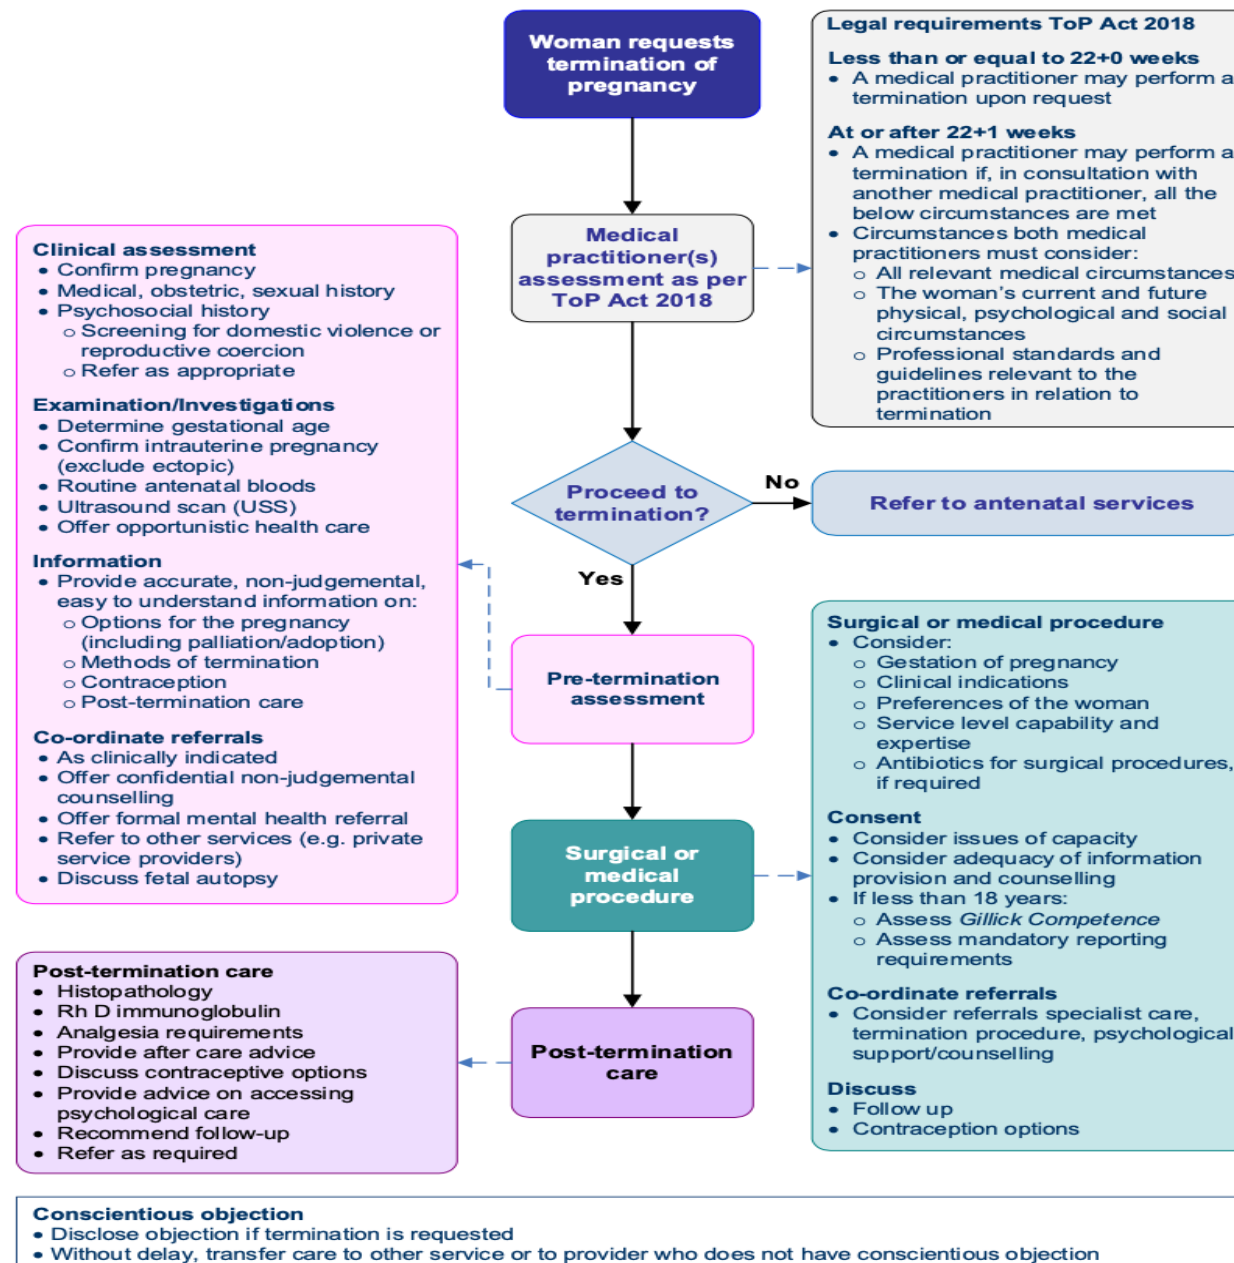 Woman requests
termination of
pregnancy
Legal requirements ToP Act 2018
Less than or equal to 22+0 weeks
• A medical practitioner may perform a
termination upon request
At or after 22+1 weeks
• A medical practitioner may perform a
termination if, in consultation with
another medical practitioner, all the
below circumstances are met
• Circumstances both medical
practitioners must consider:
o All relevant medical circumstances
o The woman's current and future
physical, psychological and social
circumstances
o Professional standards and
guidelines relevant to the
practitioners in relation to
termination
Medical
practitioner(s)
assessment as per
ToP Act 2018
Clinical assessment
• Confirm pregnancy
• Medical, obstetric, sexual history
• Psychosocial history
o Screening for domestic violence or
reproductive coercion
o Refer as appropriate
Examination/Investigations
• Determine gestational age
• Confirm intrauterine pregnancy
(exclude ectopic)
• Routine antenatal bloods
• Ultrasound scan (USS)
• Offer opportunistic health care
Information
• Provide accurate, non-judgemental,
easy to understand information on:
o Options for the pregnancy
(including palliation/adoption)
o Methods of termination
o Contraception
o Post-termination care
Co-ordinate referrals
• As clinically indicated
• Offer confidential non-judgemental
counselling
• Offer formal mental health referral
• Refer to other services (e.g. private
service providers)
• Discuss fetal autopsy
Proceed to
termination?
No
Refer to antenatal services
Yes
Pre-termination
assessment
Surgical or medical procedure
• Consider:
o Gestation of pregnancy
o Clinical indications
o Preferences of the woman
o Service level capability and
expertise
o Antibiotics for surgical procedures,
if required
Consent
• Consider issues of capacity
• Consider adequacy of information
provision and counselling
• If less than 18 years:
o Assess Gillick Competence
o Assess mandatory reporting
requirements
Co-ordinate referrals
• Consider referrals specialist care,
termination procedure, psychological
support/counselling
Discuss
• Follow up
• Contraception options
Surgical or
medical
procedure
Post-termination care
• Histopathology
• Rh D immunoglobulin
• Analgesia requirements
• Provide after care advice
• Discuss contraceptive options
• Provide advice on accessing
psychological care
• Recommend follow-up
• Refer as required
Post-termination
care
Conscientious objection
• Disclose objection if termination is requested
• Without delay, transfer care to other service or to provider who does not have conscientious objection